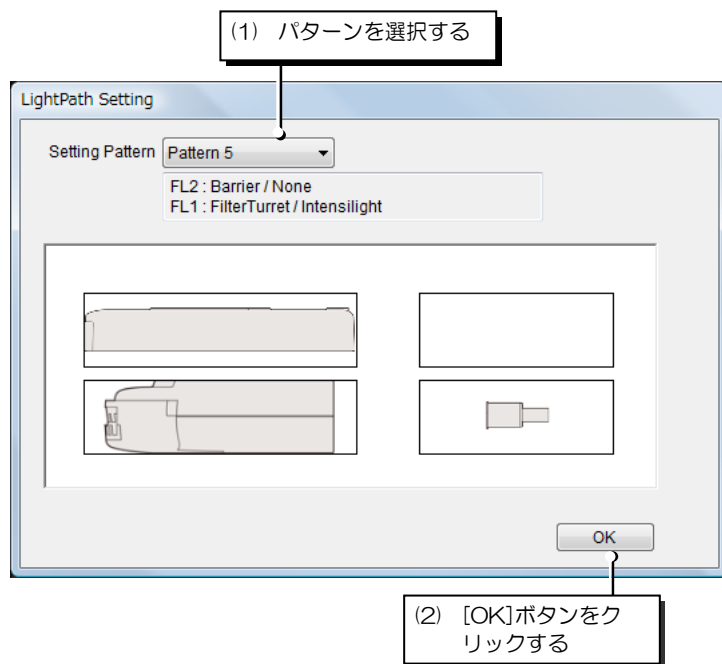 (1) パターンを選択する
LightPath Setting
Setting Pattern Pattern 5
FL2 : Barrier / None
FL1 : FilterTurret / Intensilight
OK
(2) [OK]ボタンをク
リックする